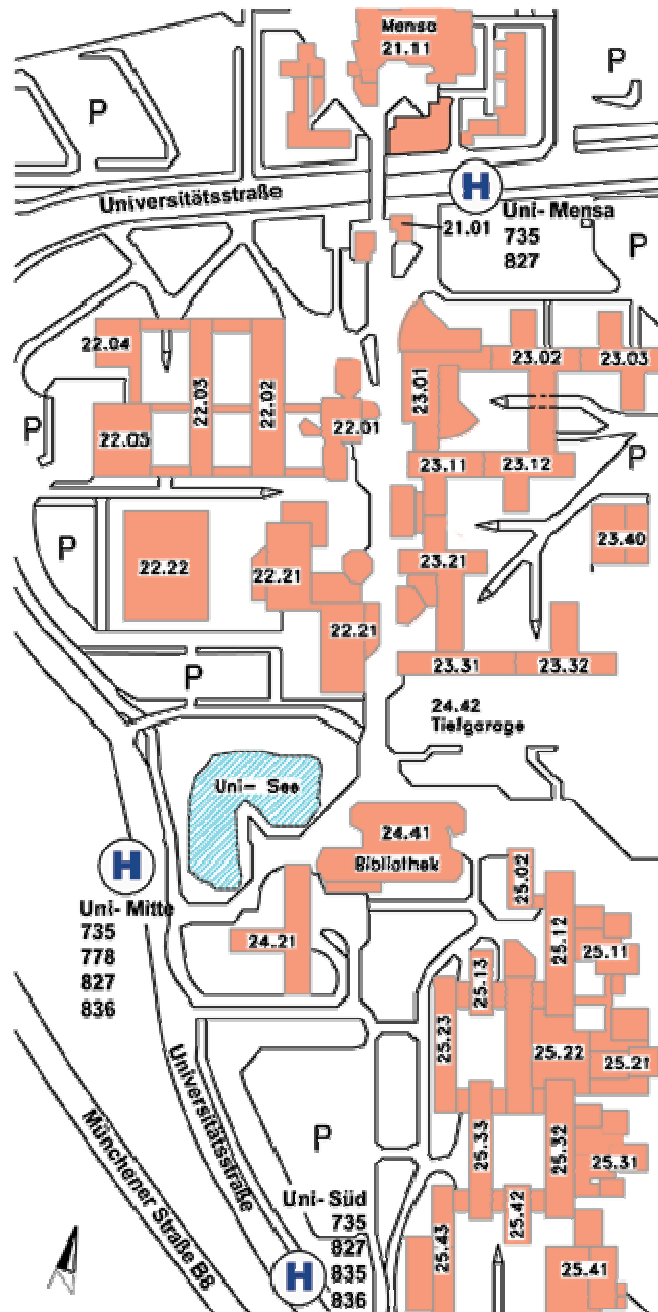 Mensa
21.11
P
P
Universitätsstraße
H
Uni-Mensa
735
827
21.01
P
22.04
22.03
22.02
23.01
23.02
23.03
22.05
22.01
P
23.11
23.12
P
P
22.22
22.21
23.21
23.40
22.21
23.31
23.32
P
24.42
Tiefgarage
Uni- See
24.41
Bibliothek
H
Uni-Mitte
735
778
827
836
25.02
24.21
25.12
25.11
25.13
25.23
25.22
25.21
Universitätsstraße
Münchener Straße B8
P
25.33
25.32
25.31
Uni-Süd
735
827
835
836
H
25.42
25.43
25.41